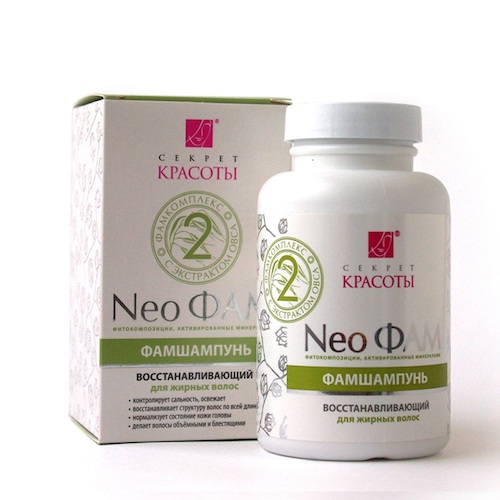 СЕКРЕТ
КРАСОТЫ
ФАМКОМПЛЕКС
2
С ЭКСТРАКТОМ ОВСА
Neo ФАМ
ФИТОКОМПОЗИЦИИ, АКТИВИРОВАННЫЕ
ФАМШАМПУНЬ
ВОССТАНАВЛИВАЮЩИЙ
для жирных волос
• контролирует сальность, освежает
• восстанавливает структуру волос по всей длине
• нормализует состояние кожи головы
• делает волосы объёмными и блестящими
СЕКРЕТ
КРАСОТЫ
ФАМКОМПЛЕКС
2
С ЭКСТРАКТОМ ОВСА
Neo ФАМ
ФИТОКОМПОЗИЦИИ, АКТИВИРОВАННЫЕ
ФАМШАМПУНЬ
ВОССТАНАВЛИВАЮЩИЙ
для жирных волос